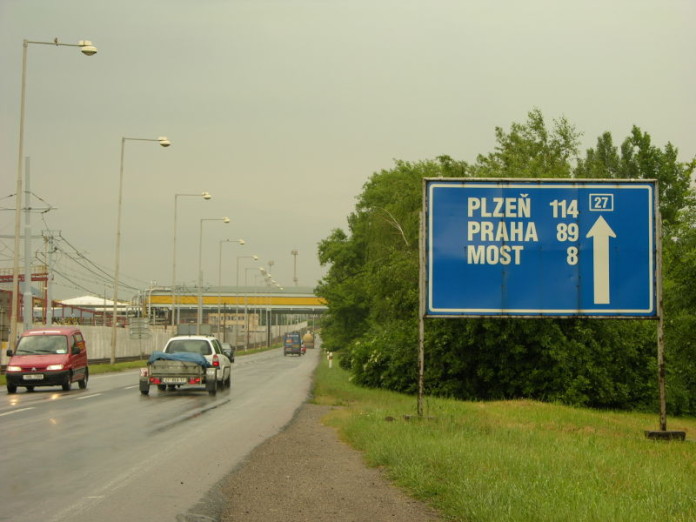 27
PLZEŇ 114
PRAHA 89
MOST 8